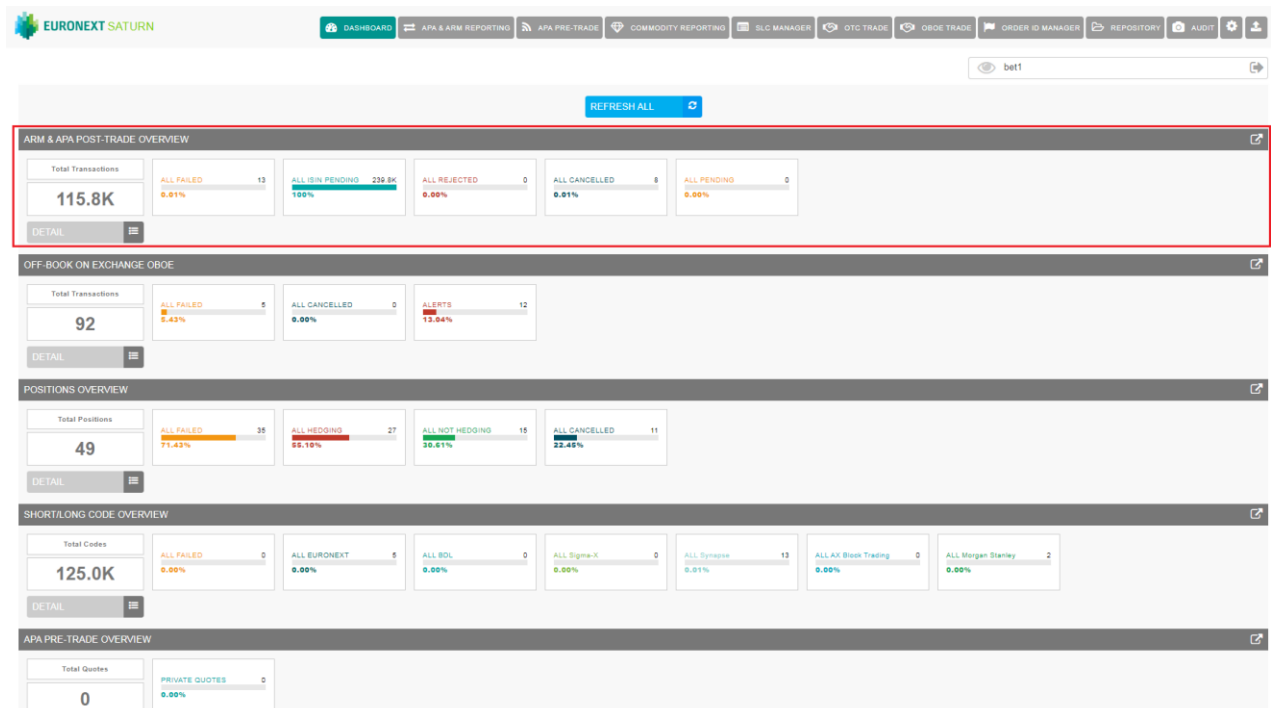 EURONEXT SATURN
DASHBOARD APA & ARM REPORTING APA PRE-TRADE COMMODITY REPORTING SLC MANAGER OTC TRADE OBOE TRADE ORDER ID MANAGER REPOSITORY AUDIT
bet1
REFRESH ALL
ARM & APA POST-TRADE OVERVIEW
Total Transactions
ALL FAILED 13 ALL ISIN PENDING 239.8K ALL REJECTED 0 ALL CANCELLED 8 ALL PENDING 0
115.8K
0.01% 100% 0.00% 0.01% 0.00%
DETAIL
OFF-BOOK ON EXCHANGE OBOE
Total Transactions
ALL FAILED 5 ALL CANCELLED 0 ALERTS 12
92
5.43% 0.00% 13.04%
DETAIL
POSITIONS OVERVIEW
Total Positions
ALL FAILED 35 ALL HEDGING 27 ALL NOT HEDGING 15 ALL CANCELLED 11
49
71.43% 55.10% 30.61% 22.45%
DETAIL
SHORT/LONG CODE OVERVIEW
Total Codes
ALL FAILED 0 ALL EURONEXT 5 ALL BDL 0 ALL Sigma-X 0 ALL Synapse 13 ALL AX Block Trading 0 ALL Morgan Stanley 2
125.0K
0.00% 0.00% 0.00% 0.00% 0.01% 0.00% 0.00%
DETAIL
APA PRE-TRADE OVERVIEW
Total Quotes
PRIVATE QUOTES 0
0
0.00%